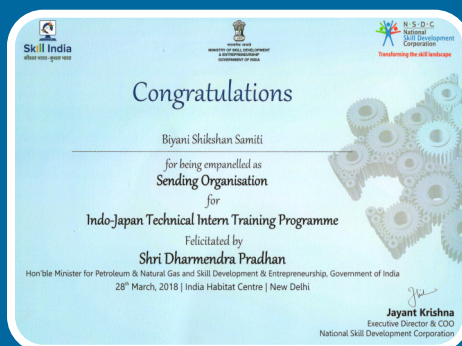 Skill India
कौशल भारत - कुशल भारत
सत्यमेव जयते
MINISTRY OF SKILL DEVELOPMENT
& ENTREPRENEURSHIP
GOVERNMENT OF INDIA
N·S·D·C
National
Skill Development
Corporation
Transforming the skill landscape
Congratulations
Biyani Shikshan Samiti
for being empanelled as
Sending Organisation
for
Indo-Japan Technical Intern Training Programme
Felicitated by
Shri Dharmendra Pradhan
Hon'ble Minister for Petroleum & Natural Gas and Skill Development & Entrepreneurship, Government of India
28th March, 2018 | India Habitat Centre | New Delhi
Jayant Krishna
Executive Director & COO
National Skill Development Corporation